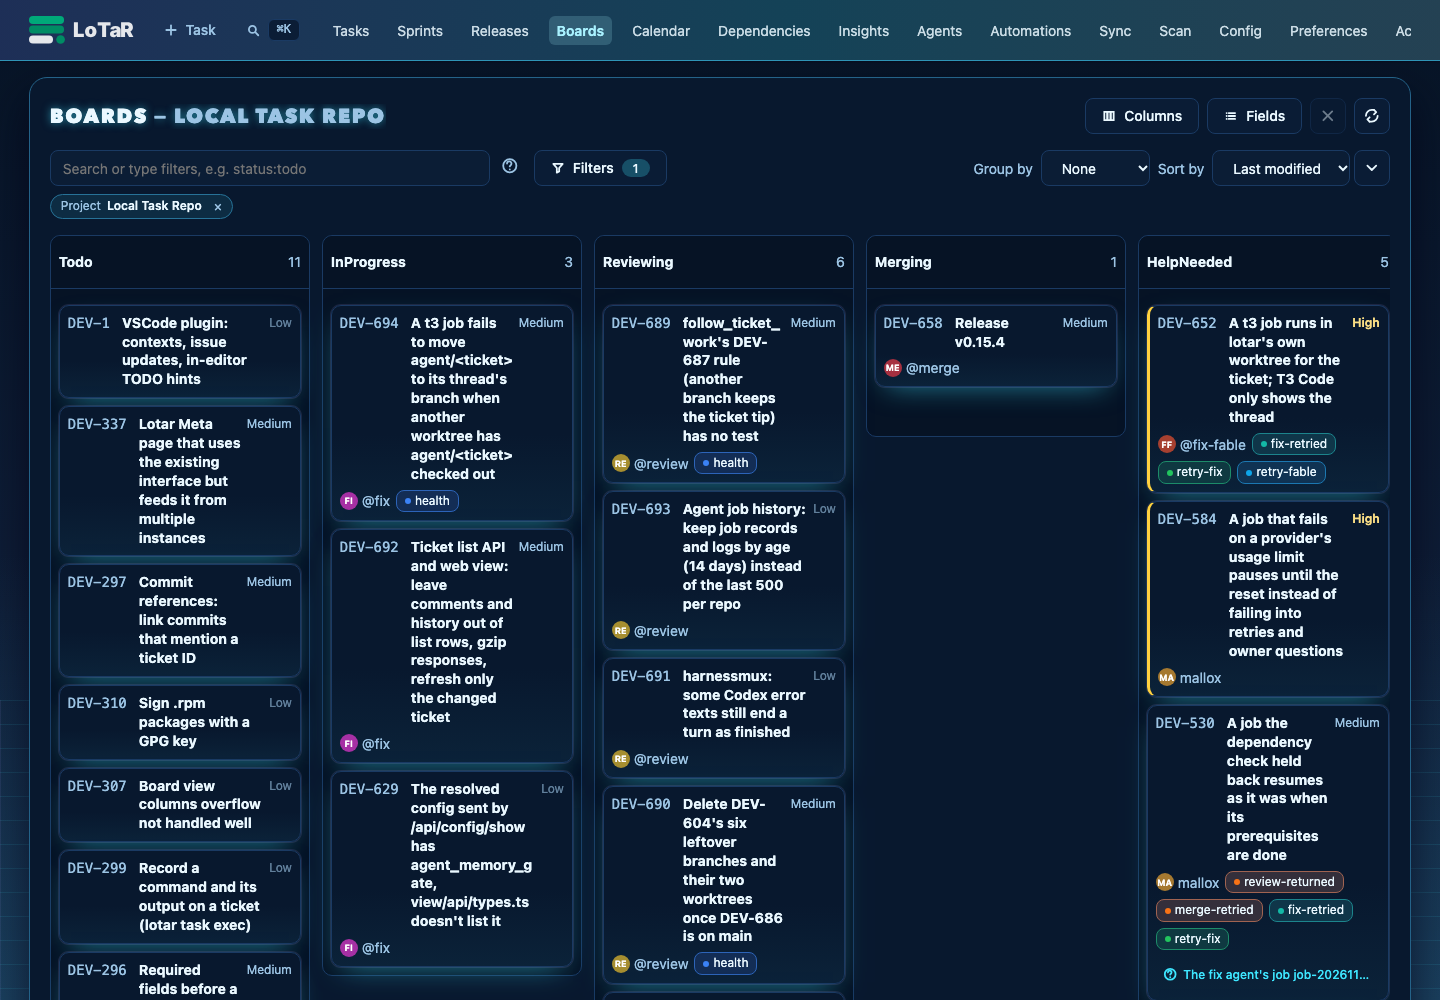 LoTaR
+ Task
⌘K
Tasks
Sprints
Releases
Boards
Calendar
Dependencies
Insights
Agents
Automations
Sync
Scan
Config
Preferences
Ac
BOARDS – LOCAL TASK REPO
Columns
Fields
Search or type filters, e.g. status:todo
Filters 1
Group by
None
Sort by
Last modified
Project Local Task Repo ×
Todo 11
DEV-1 VSCode plugin: Low
contexts, issue
updates, in-editor
TODO hints
DEV-337 Lotar Meta Medium
page that uses
the existing
interface but
feeds it from
multiple
instances
DEV-297 Commit Medium
references:
link commits
that mention a
ticket ID
DEV-310 Sign .rpm Low
packages with a
GPG key
DEV-307 Board view Low
columns overflow
not handled well
DEV-299 Record a Low
command and its
output on a ticket
(lotar task exec)
DEV-296 Required Medium
fields before a
InProgress 3
DEV-694 A t3 job fails Medium
to move
agent/<ticket>
to its thread's
branch when
another
worktree has
agent/<ticket>
checked out
FI @fix health
DEV-692 Ticket list API Medium
and web view:
leave
comments and
history out of
list rows, gzip
responses,
refresh only
the changed
ticket
FI @fix
DEV-629 The resolved Low
config sent by
/api/config/show
has
agent_memory_g
ate,
view/api/types.ts
doesn't list it
FI @fix
Reviewing 6
DEV-689 follow_ticket_ Medium
work's DEV-
687 rule
(another
branch keeps
the ticket tip)
has no test
RE @review health
DEV-693 Agent job history: Low
keep job records
and logs by age
(14 days) instead
of the last 500
per repo
RE @review
DEV-691 harnessmux: Low
some Codex error
texts still end a
turn as finished
RE @review
DEV-690 Delete DEV- Medium
604's six
leftover
branches and
their two
worktrees
once DEV-686
is on main
RE @review health
Merging 1
DEV-658 Release Medium
v0.15.4
ME @merge
HelpNeeded 5
DEV-652 A t3 job runs in High
lotar's own
worktree for the
ticket; T3 Code
only shows the
thread
FF @fix-fable fix-retried
retry-fix retry-fable
DEV-584 A job that fails High
on a provider's
usage limit
pauses until the
reset instead of
failing into
retries and
owner questions
MA mallox
DEV-530 A job the Medium
dependency
check held
back resumes
as it was when
its
prerequisites
are done
MA mallox review-returned
merge-retried fix-retried
retry-fix
The fix agent's job job-202611...